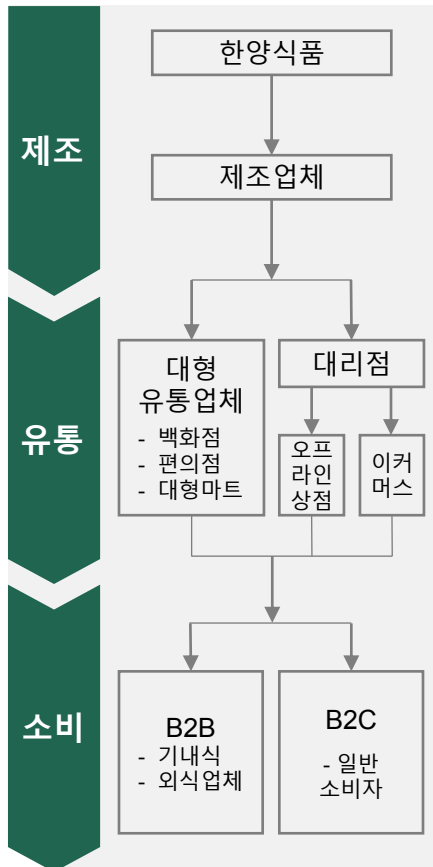 제조
한양식품
제조업체
유통
대형
유통업체
- 백화점
- 편의점
- 대형마트
대리점
오프
라인
상점
이커
머스
소비
B2B
- 기내식
- 외식업체
B2C
- 일반
소비자